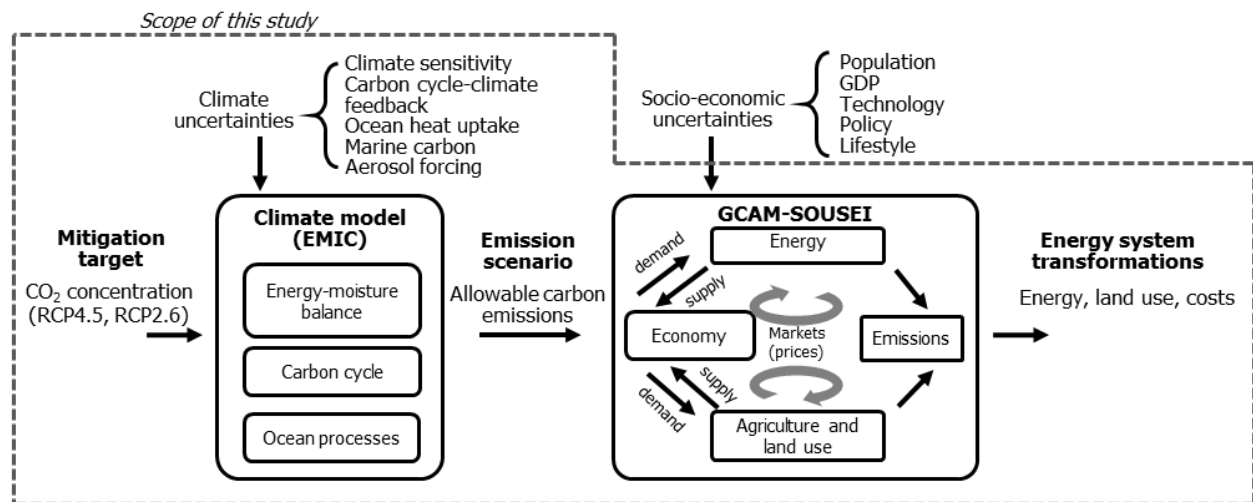 Scope of this study
Climate
uncertainties
Climate sensitivity
Carbon cycle-climate
feedback
Ocean heat uptake
Marine carbon
Aerosol forcing
Socio-economic
uncertainties
Population
GDP
Technology
Policy
Lifestyle
Mitigation
target
CO₂ concentration
(RCP4.5, RCP2.6)
Climate model
(EMIC)
Energy-moisture
balance
Carbon cycle
Ocean processes
Emission
scenario
Allowable carbon
emissions
GCAM-SOUSEI
Energy
demand
supply
Economy
Markets
(prices)
Emissions
supply
demand
Agriculture and
land use
Energy system
transformations
Energy, land use, costs